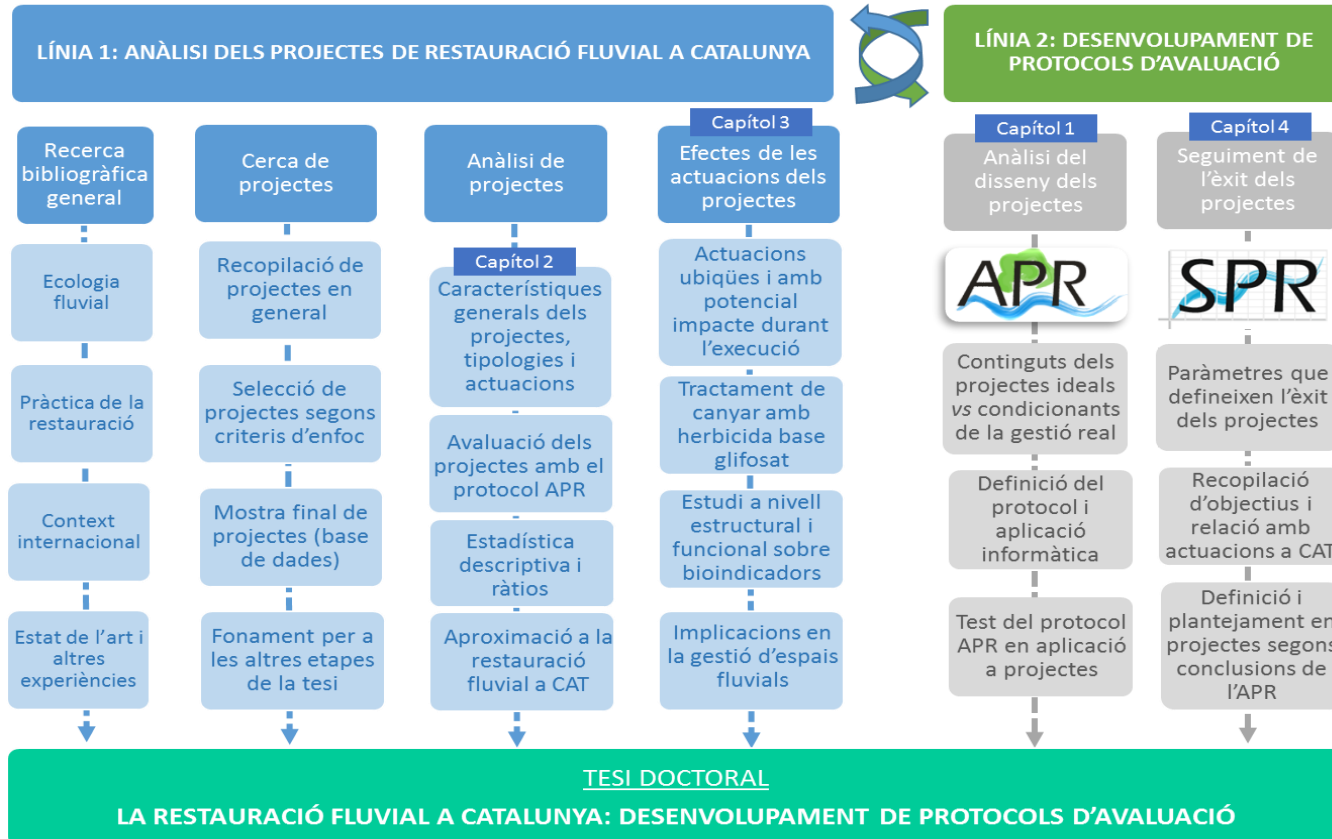 LÍNIA 1: ANÀLISI DELS PROJECTES DE RESTAURACIÓ FLUVIAL A CATALUNYA
LÍNIA 2: DESENVOLUPAMENT DE
PROTOCOLS D'AVALUACIÓ
Recerca
bibliogràfica
general
Ecologia
fluvial
Pràctica de la
restauració
Context
internacional
Estat de l'art i
altres
experiències
Cerca de
projectes
Recopilació de
projectes en
general
Selecció de
projectes segons
criteris d'enfoc
Mostra final de
projectes (base
de dades)
Fonament per a
les altres etapes
de la tesi
Anàlisi de
projectes
Capítol 2
Característiques
generals dels
projectes,
tipologies i
actuacions
Avaluació dels
projectes amb el
protocol APR
Estadística
descriptiva i
ràtios
Aproximació a la
restauració
fluvial a CAT
Capítol 3
Efectes de les
actuacions dels
projectes
Actuacions
ubiqües i amb
potencial
impacte durant
l'execució
Tractament de
canyar amb
herbicida base
glifosat
Estudi a nivell
estructural i
funcional sobre
bioindicadors
Implicacions en
la gestió d'espais
fluvials
Capítol 1
Anàlisi del
disseny dels
projectes
APR
Continguts dels
projectes ideals
vs condicionants
de la gestió real
Definició del
protocol i
aplicació
informàtica
Test del protocol
APR en aplicació
a projectes
Capítol 4
Seguiment de
l'èxit dels
projectes
SPR
Paràmetres que
defineixen l'èxit
dels projectes
Recopilació
d'objectius i
relació amb
actuacions a CAT
Definició i
plantejament en
projectes segons
conclusions de
l'APR
TESI DOCTORAL
LA RESTAURACIÓ FLUVIAL A CATALUNYA: DESENVOLUPAMENT DE PROTOCOLS D'AVALUACIÓ